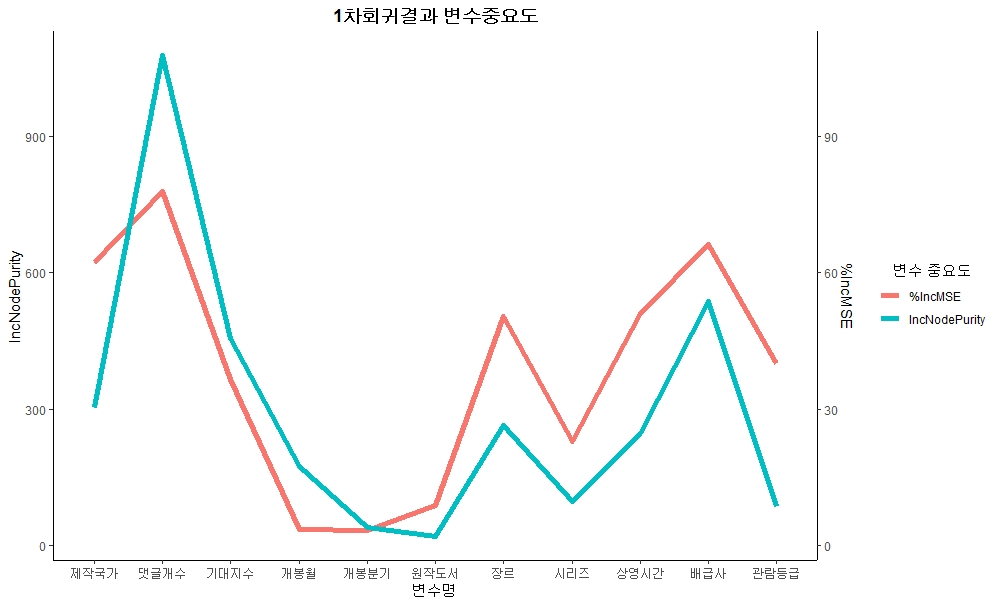 1차회귀결과 변수중요도
IncNodePurity
900
600
300
0
90
60
30
0
%IncMSE
제작국가 댓글개수 기대지수 개봉월 개봉분기 원작도서 장르 시리즈 상영시간 배급사 관람등급
변수명
변수 중요도
%IncMSE
IncNodePurity